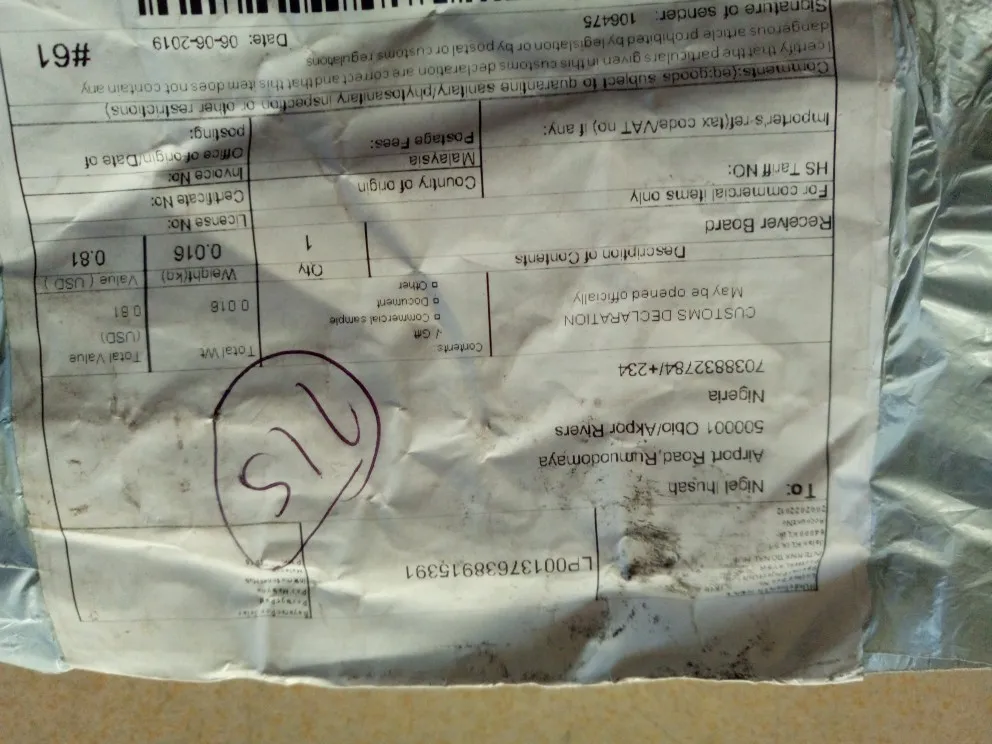 LP00137638915391
To:
Nigel Ihusah
Airport Road,Rumuodomaya
500001 Obio/Akpor Rivers
Nigeria
7038832784/+234
215
CUSTOMS DECLARATION
May be opened officially
Contents:
√ Gift
▫ Commercial sample
▫ Document
▫ Other
Total Wt
0.016
Total Value
(USD)
0.81
Description of Contents
Qty
Weight(kg)
Value ( USD )
Receiver Board
1
0.016
0.81
For commercial items only
HS Tariff NO:
Country of origin
Malaysia
License No:
Certificate No:
Invoice No:
Importer's-ref(tax code/VAT no) if any:
Postage Fees:
Office of origin/Date of
posting:
Comments:(eg:goods subject to quarantine sanitary/phytosanitary inspection or other restrictions)
I certify that the particulars given in this customs declaration are correct and that this item does not contain any
dangerous article prohibited by legislation or by postal or customs regulations
Signature of sender: 106475
Date: 06-06-2019
#61